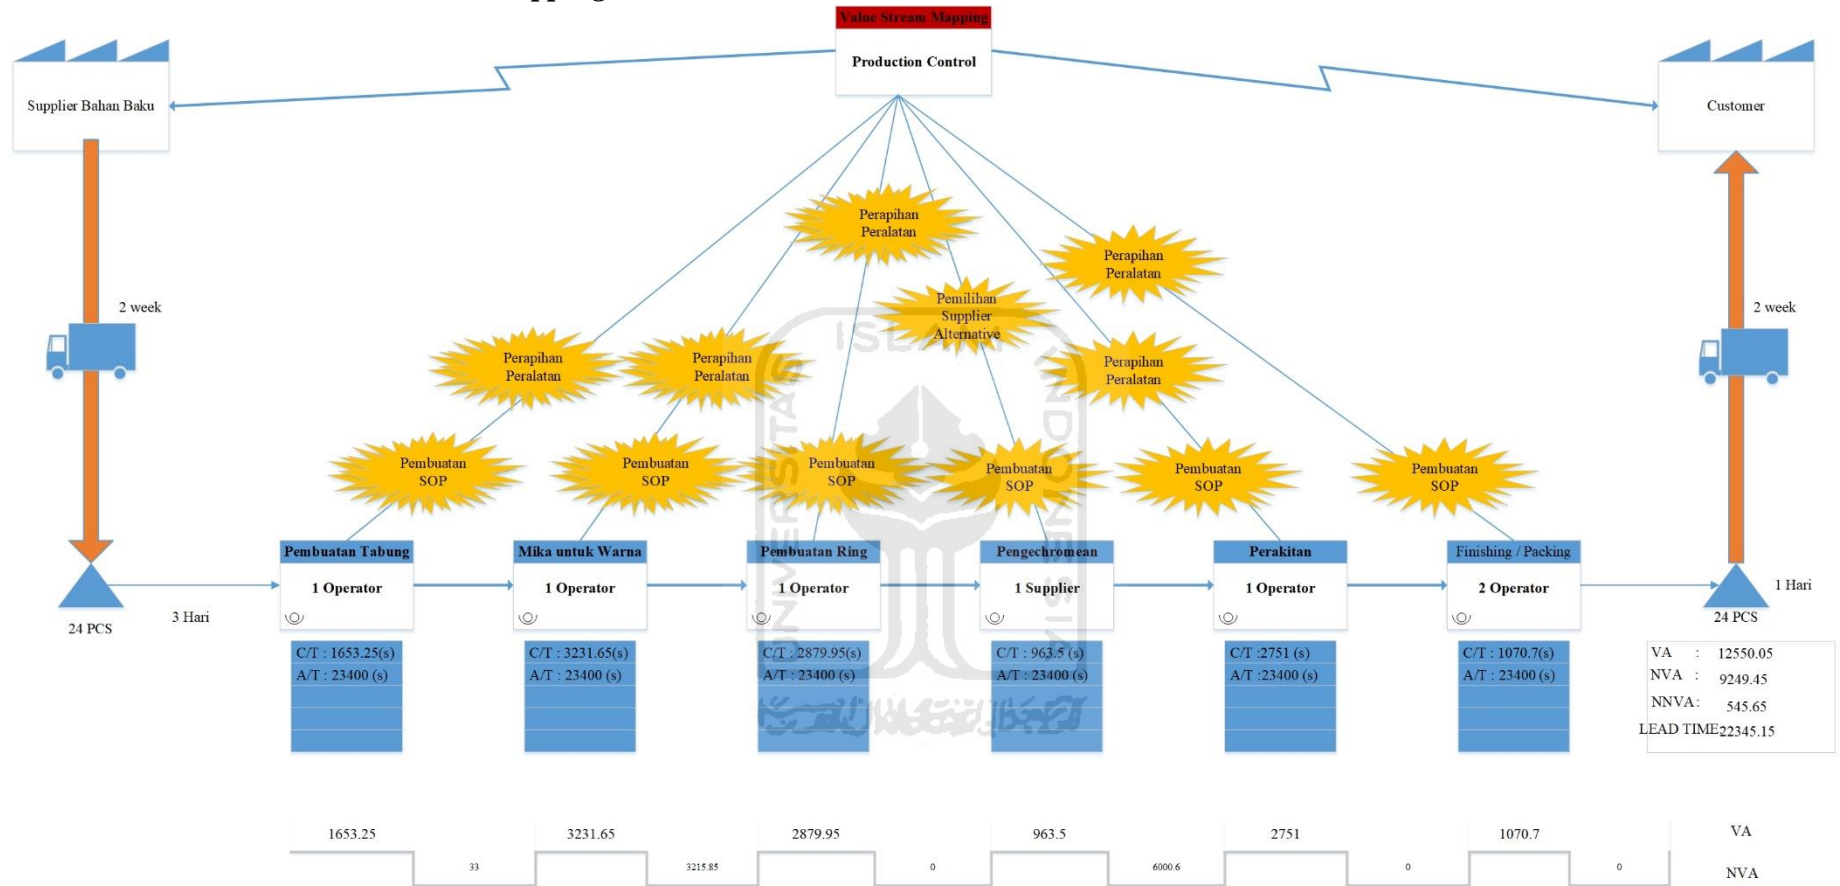 pping
Value Stream Mapping
Production Control
Supplier Bahan Baku
Customer
2 week
2 week
Perapihan
Peralatan
Perapihan
Peralatan
Pemilihan
Supplier
Alternative
Perapihan
Peralatan
Perapihan
Peralatan
Perapihan
Peralatan
Pembuatan
SOP
Pembuatan
SOP
Pembuatan
SOP
Pembuatan
SOP
Pembuatan
SOP
Pembuatan
SOP
24 PCS
3 Hari
Pembuatan Tabung
1 Operator
C/T : 1653.25(s)
A/T : 23400 (s)
Mika untuk Warna
1 Operator
C/T : 3231.65(s)
A/T : 23400 (s)
Pembuatan Ring
1 Operator
C/T : 2879.95(s)
A/T : 23400 (s)
Pengechromean
1 Supplier
C/T : 963.5 (s)
A/T : 23400 (s)
Perakitan
1 Operator
C/T :2751 (s)
A/T :23400 (s)
Finishing / Packing
2 Operator
C/T : 1070.7(s)
A/T : 23400 (s)
1 Hari
24 PCS
VA : 12550.05
NVA : 9249.45
NNVA: 545.65
LEAD TIME 22345.15
1653.25 3231.65 2879.95 963.5 2751 1070.7 VA
33 3215.85 0 6000.6 0 0 NVA
UNIVERSITAS
ISLAM
INDONESIA